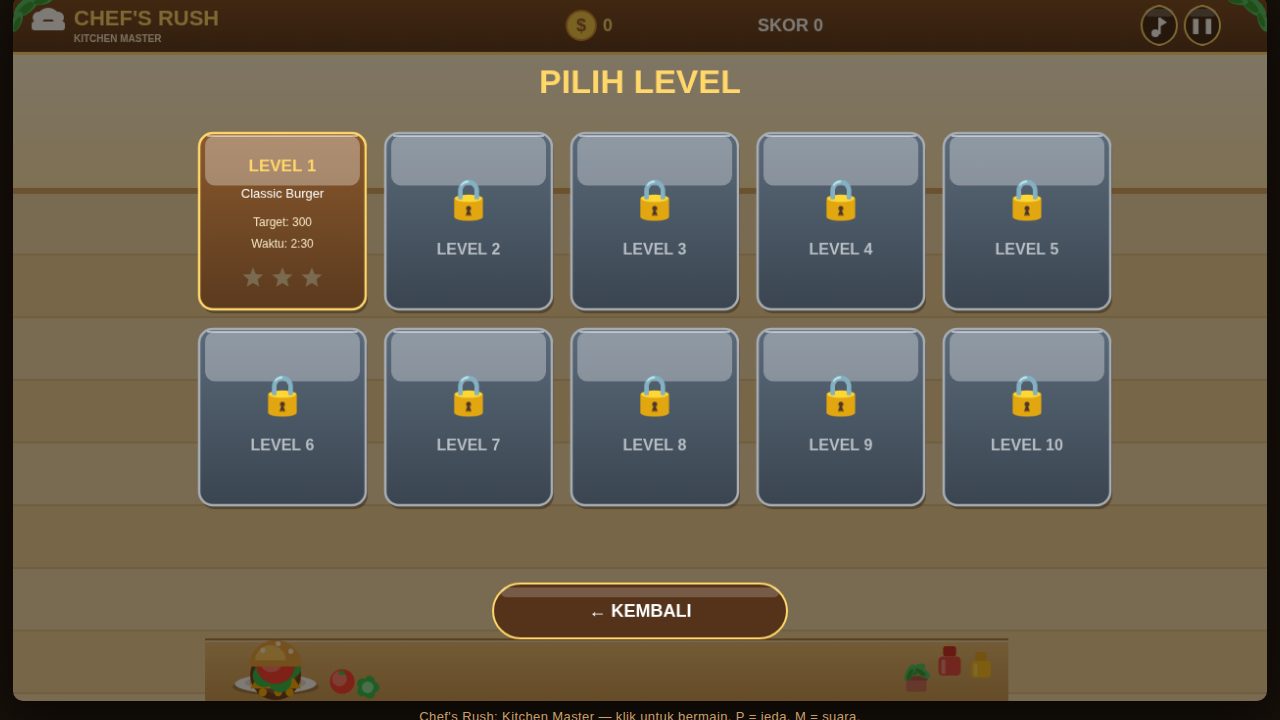 CHEF'S RUSH
KITCHEN MASTER
$ 0
SKOR 0
PILIH LEVEL
LEVEL 1
Classic Burger
Target: 300
Waktu: 2:30
LEVEL 2
LEVEL 3
LEVEL 4
LEVEL 5
LEVEL 6
LEVEL 7
LEVEL 8
LEVEL 9
LEVEL 10
← KEMBALI
Chef's Rush: Kitchen Master — klik untuk bermain. P = jeda, M = suara.